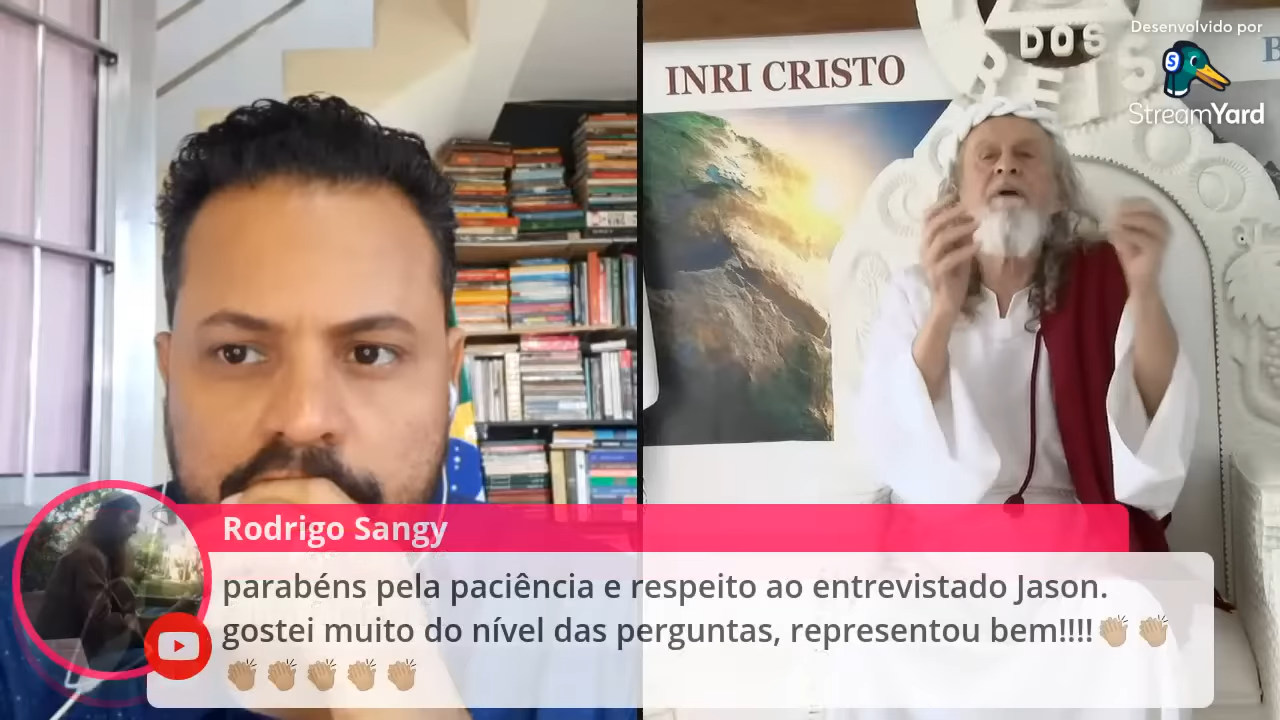 Desenvolvido por
StreamYard
INRI CRISTO
DOS
REIS
B
Rodrigo Sangy
parabéns pela paciência e respeito ao entrevistado Jason.
gostei muito do nível das perguntas, representou bem!!!!👏🏽 👏🏽
👏🏽 👏🏽 👏🏽 👏🏽 👏🏽